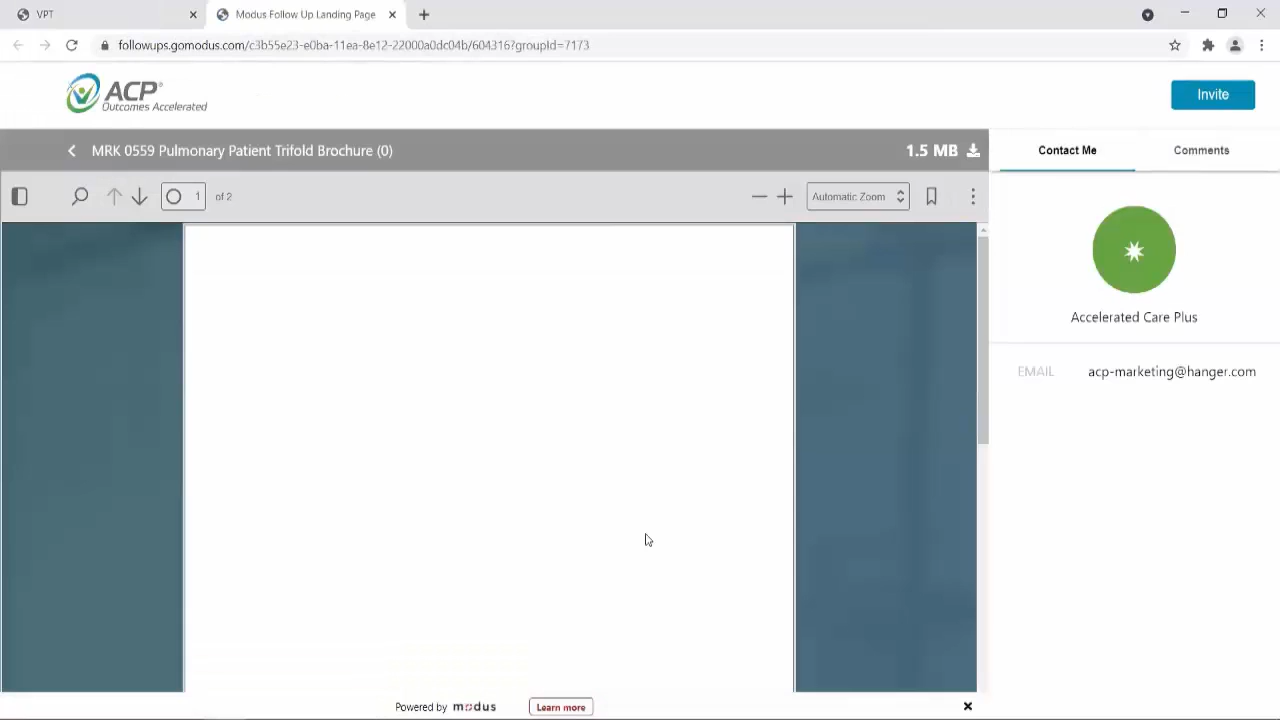 VPT
Modus Follow Up Landing Page
followups.gomodus.com/c3b55e23-e0ba-11ea-8e12-22000a0dc04b/604316?groupId=7173
ACP®
Outcomes Accelerated
Invite
MRK 0559 Pulmonary Patient Trifold Brochure (0)
1.5 MB
Contact Me
Comments
1
of 2
Automatic Zoom
Accelerated Care Plus
EMAIL
acp-marketing@hanger.com
Powered by modus
Learn more